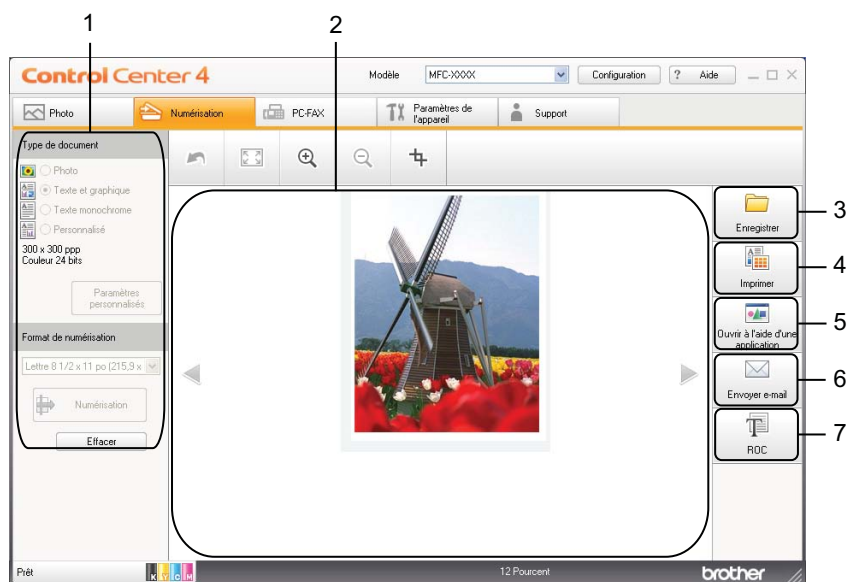 1
2
Control Center 4
Modèle
MFC-XXXX
Configuration
? Aide
Photo
Numérisation
PC-FAX
Paramètres de
l'appareil
Support
Type de document
Photo
Texte et graphique
Texte monochrome
Personnalisé
300 x 300 ppp
Couleur 24 bits
Paramètres
personnalisés
Format de numérisation
Lettre 8 1/2 x 11 po (215,9 x
Numérisation
Effacer
Enregistrer
3
Imprimer
4
Ouvrir à l'aide d'une
application
5
Envoyer e-mail
6
ROC
7
Prêt
K Y C M
12 Pourcent
brother